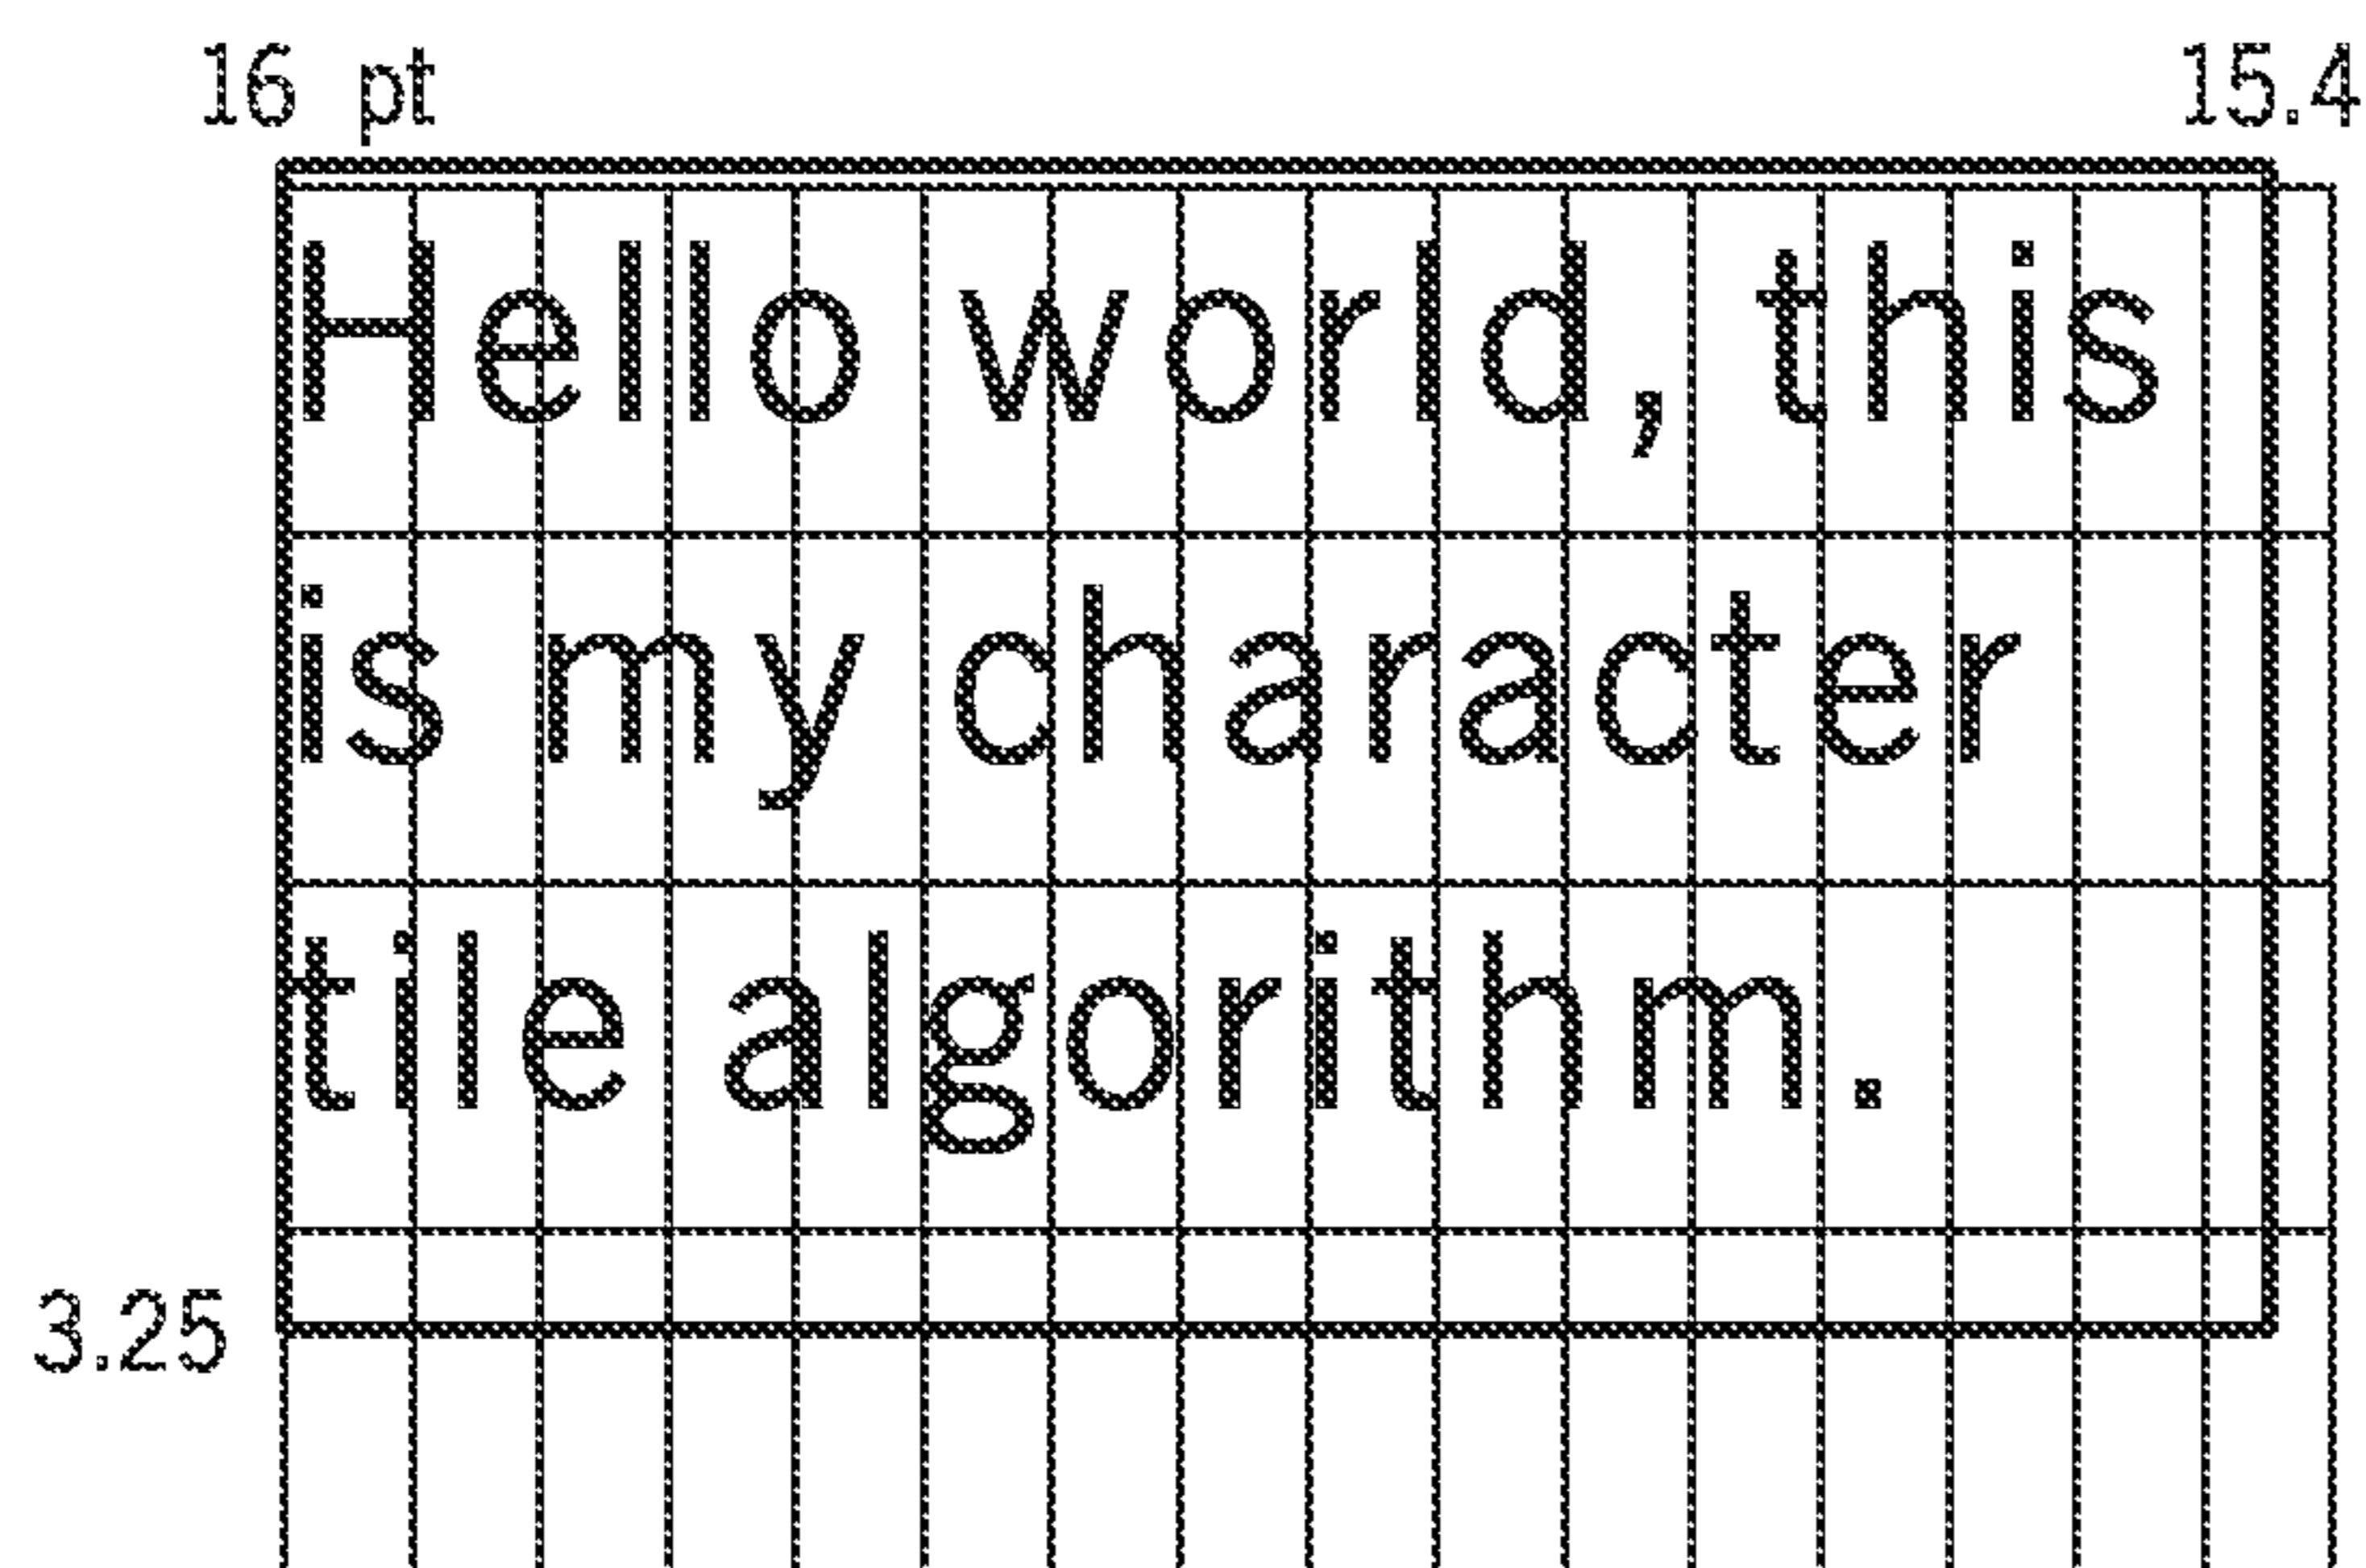 16 pt 15.4
Hello world, this
is my character
tile algorithm.
3.25